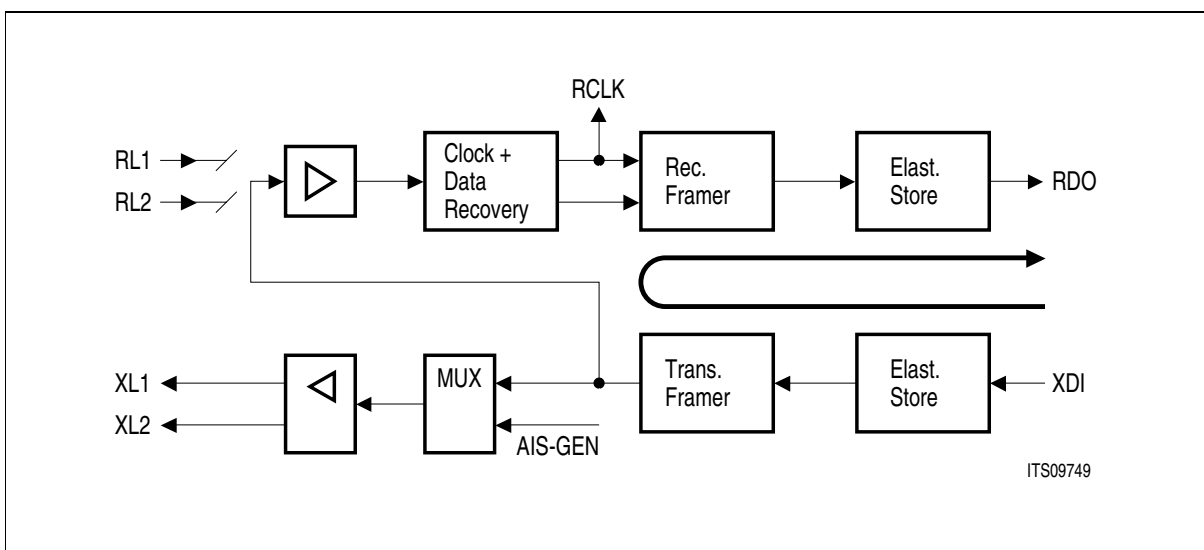 RCLK
RL1
RL2
Clock +
Data
Recovery
Rec.
Framer
Elast.
Store
RDO
XL1
XL2
MUX
AIS-GEN
Trans.
Framer
Elast.
Store
XDI
ITS09749